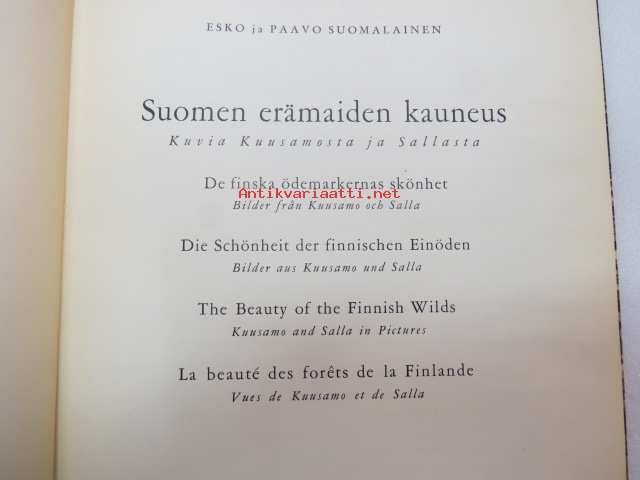 ESKO ja PAAVO SUOMALAINEN
Suomen erämaiden kauneus
Kuvia Kuusamosta ja Sallasta
De finska ödemarkernas skönhet
Antikvariaatti.net
Bilder från Kuusamo och Salla
Die Schönheit der finnischen Einöden
Bilder aus Kuusamo und Salla
The Beauty of the Finnish Wilds
Kuusamo and Salla in Pictures
La beauté des forêts de la Finlande
Vues de Kuusamo et de Salla